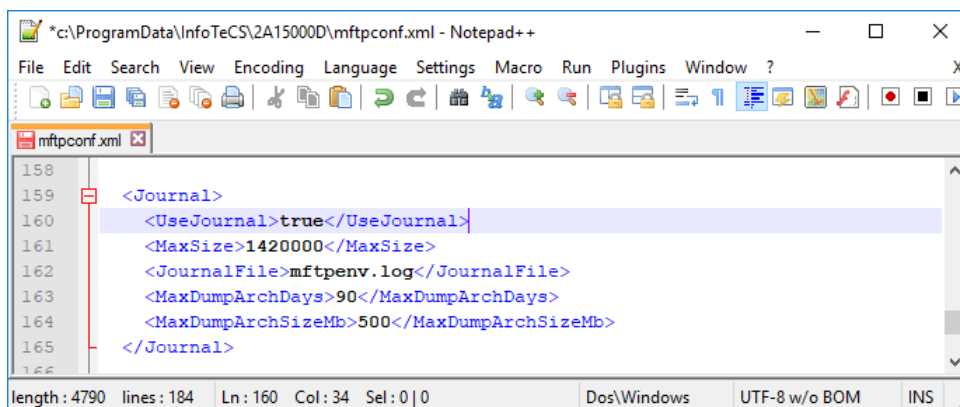 *c:\ProgramData\InfoTeCS\2A15000D\mftpconf.xml - Notepad++
File Edit Search View Encoding Language Settings Macro Run Plugins Window ? X
mftpconf.xml
158
159 <Journal>
160 <UseJournal>true</UseJournal>
161 <MaxSize>1420000</MaxSize>
162 <JournalFile>mftpenv.log</JournalFile>
163 <MaxDumpArchDays>90</MaxDumpArchDays>
164 <MaxDumpArchSizeMb>500</MaxDumpArchSizeMb>
165 </Journal>
166
length : 4790 lines : 184 Ln : 160 Col : 34 Sel : 0 | 0 Dos\Windows UTF-8 w/o BOM INS